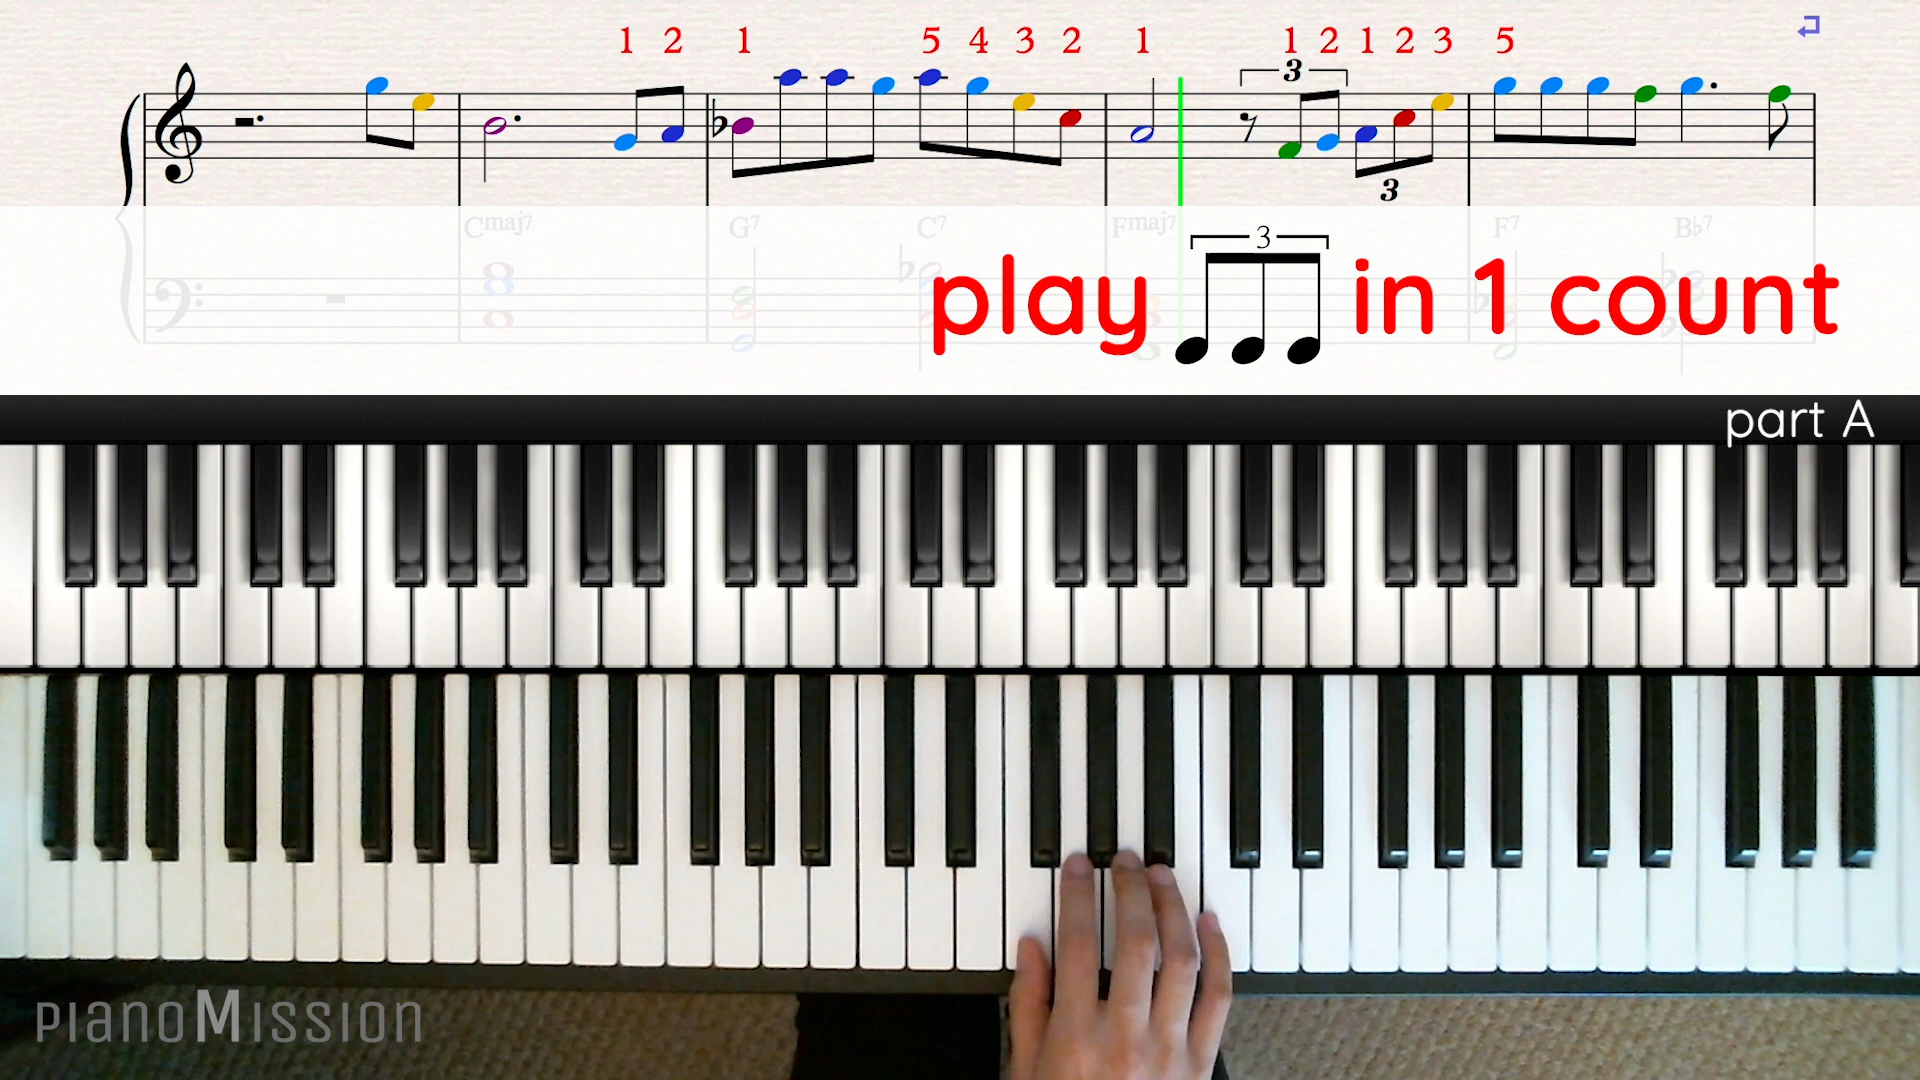 1 2 1 5 4 3 2 1 1 2 1 2 3 5
3
3
Cmaj7 G7 C7 Fmaj7 F7 Bb7
play 3 in 1 count
part A
pianoMission